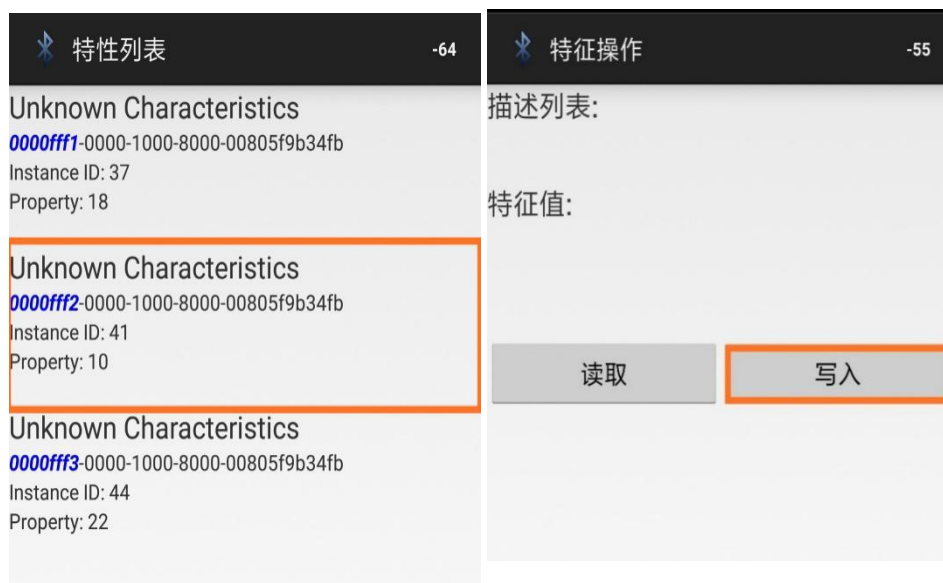 特性列表
-64
Unknown Characteristics
0000fff1-0000-1000-8000-00805f9b34fb
Instance ID: 37
Property: 18
Unknown Characteristics
0000fff2-0000-1000-8000-00805f9b34fb
Instance ID: 41
Property: 10
Unknown Characteristics
0000fff3-0000-1000-8000-00805f9b34fb
Instance ID: 44
Property: 22
特征操作
-55
描述列表:
特征值:
读取
写入